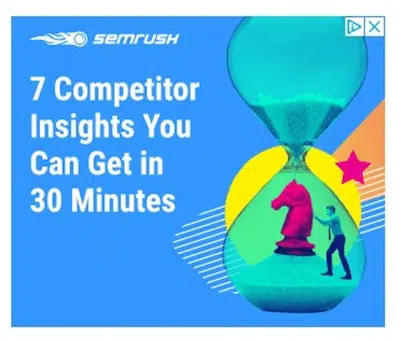 SEMRUSH
7 Competitor
Insights You
Can Get in
30 Minutes